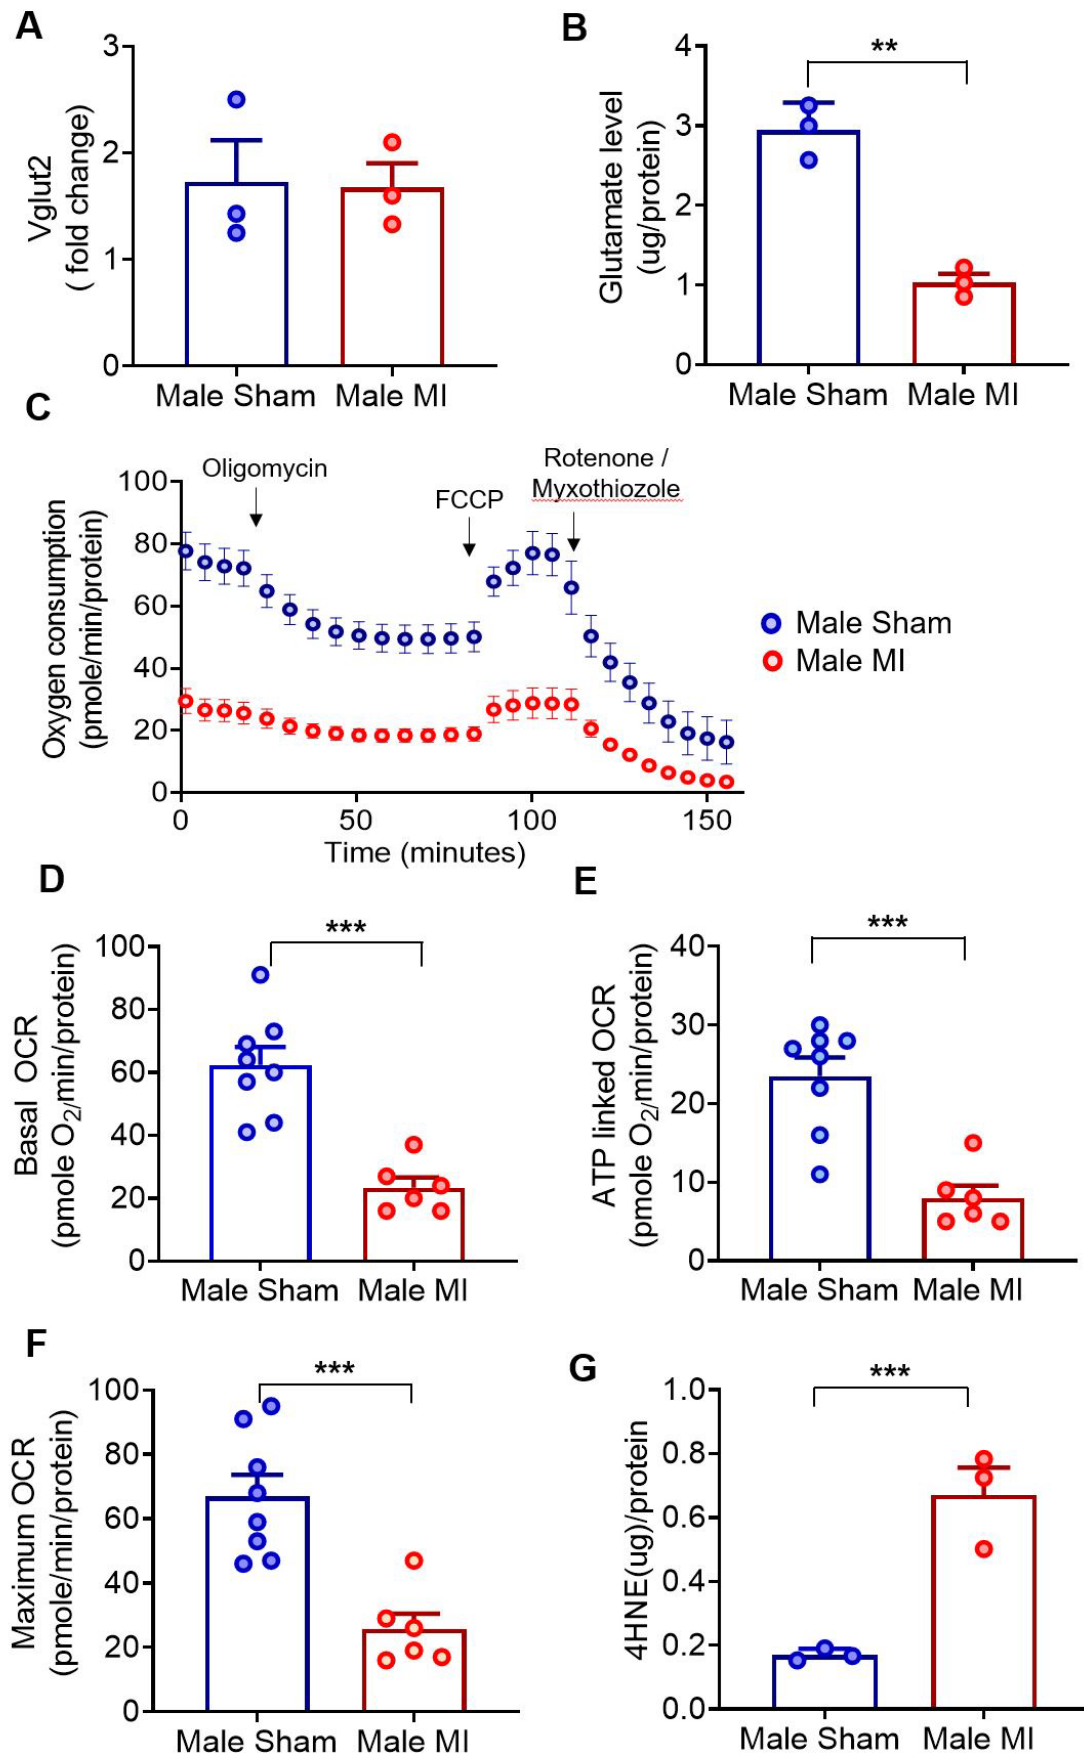 A
3
2
1
0
Vglut2
( fold change)
Male Sham
Male MI
B
**
4
3
2
1
0
Glutamate level
(ug/protein)
Male Sham
Male MI
C
Oligomycin
FCCP
Rotenone /
Myxothiozole
100
80
60
40
20
0
Oxygen consumption
(pmole/min/protein)
0
50
100
150
Time (minutes)
Male Sham
Male MI
D
***
100
80
60
40
20
0
Basal OCR
(pmole O2/min/protein)
Male Sham
Male MI
E
***
40
30
20
10
0
ATP linked OCR
(pmole O2/min/protein)
Male Sham
Male MI
F
***
100
80
60
40
20
0
Maximum OCR
(pmole/min/protein)
Male Sham
Male MI
G
***
1.0
0.8
0.6
0.4
0.2
0.0
4HNE(ug)/protein
Male Sham
Male MI